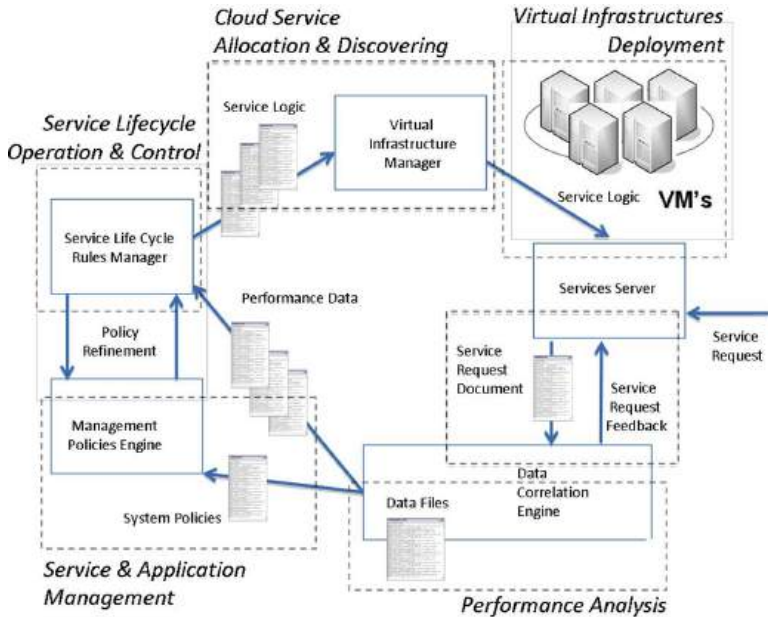 Cloud Service
Allocation & Discovering
Virtual Infrastructures
Deployment
Service Lifecycle
Operation & Control
Service Logic
Virtual
Infrastructure
Manager
Service Logic
VM's
Service Life Cycle
Rules Manager
Services Server
Performance Data
Policy
Refinement
Service
Request
Service
Request
Document
Service
Request
Feedback
Management
Policies Engine
System Policies
Data
Correlation
Engine
Data Files
Service & Application
Management
Performance Analysis